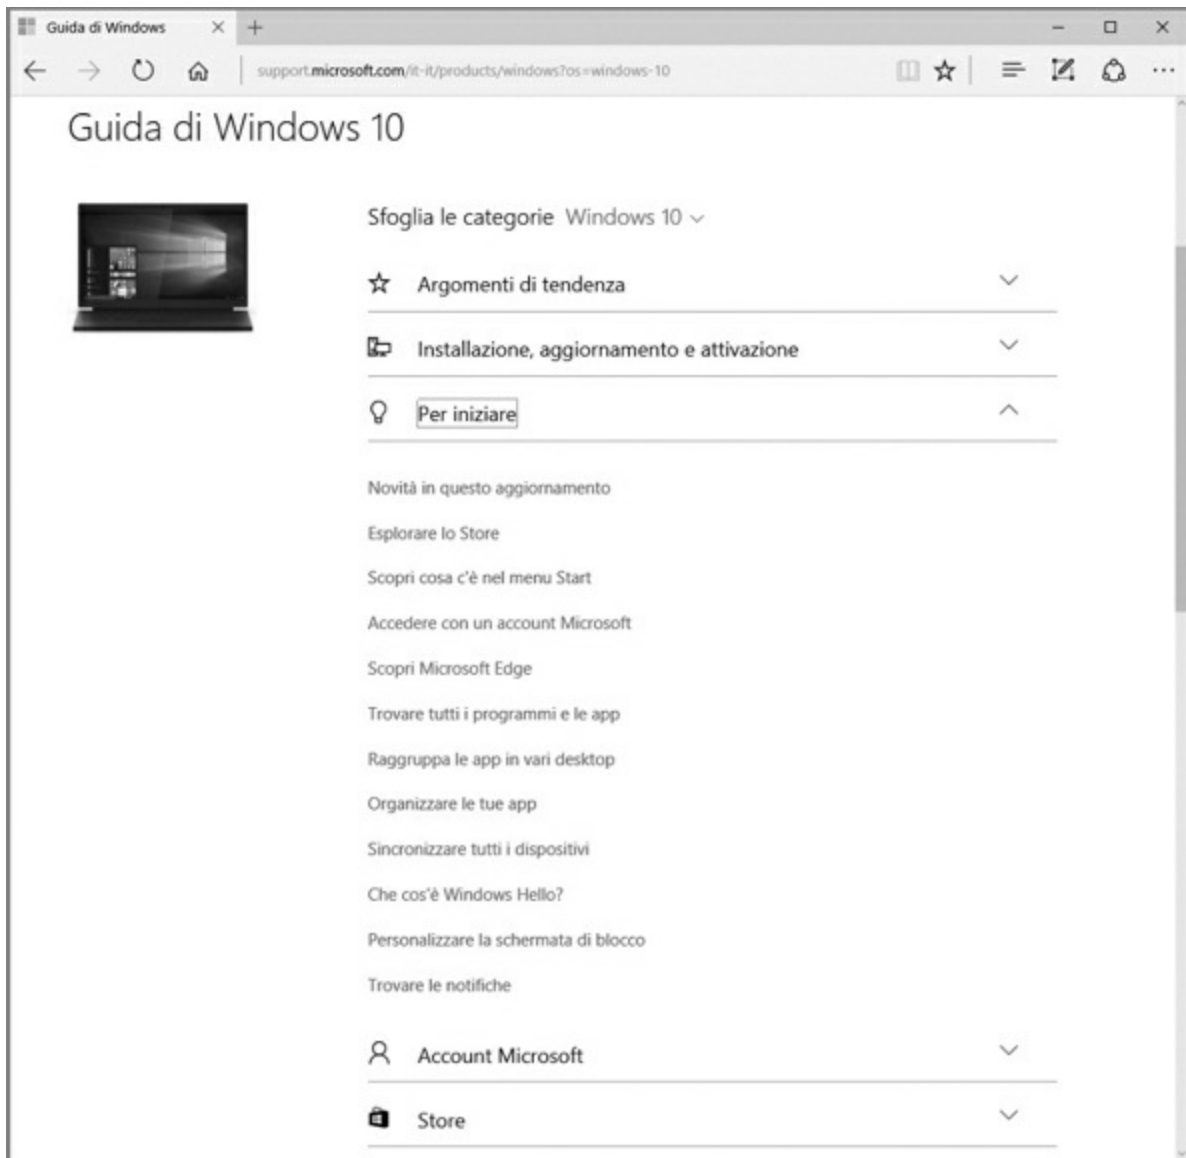 Guida di Windows
support.microsoft.com/it-it/products/windows?os=windows-10
Guida di Windows 10
Sfoglia le categorie Windows 10
Argomenti di tendenza
Installazione, aggiornamento e attivazione
Per iniziare
Novità in questo aggiornamento
Esplorare lo Store
Scopri cosa c'è nel menu Start
Accedere con un account Microsoft
Scopri Microsoft Edge
Trovare tutti i programmi e le app
Raggruppa le app in vari desktop
Organizzare le tue app
Sincronizzare tutti i dispositivi
Che cos'è Windows Hello?
Personalizzare la schermata di blocco
Trovare le notifiche
Account Microsoft
Store